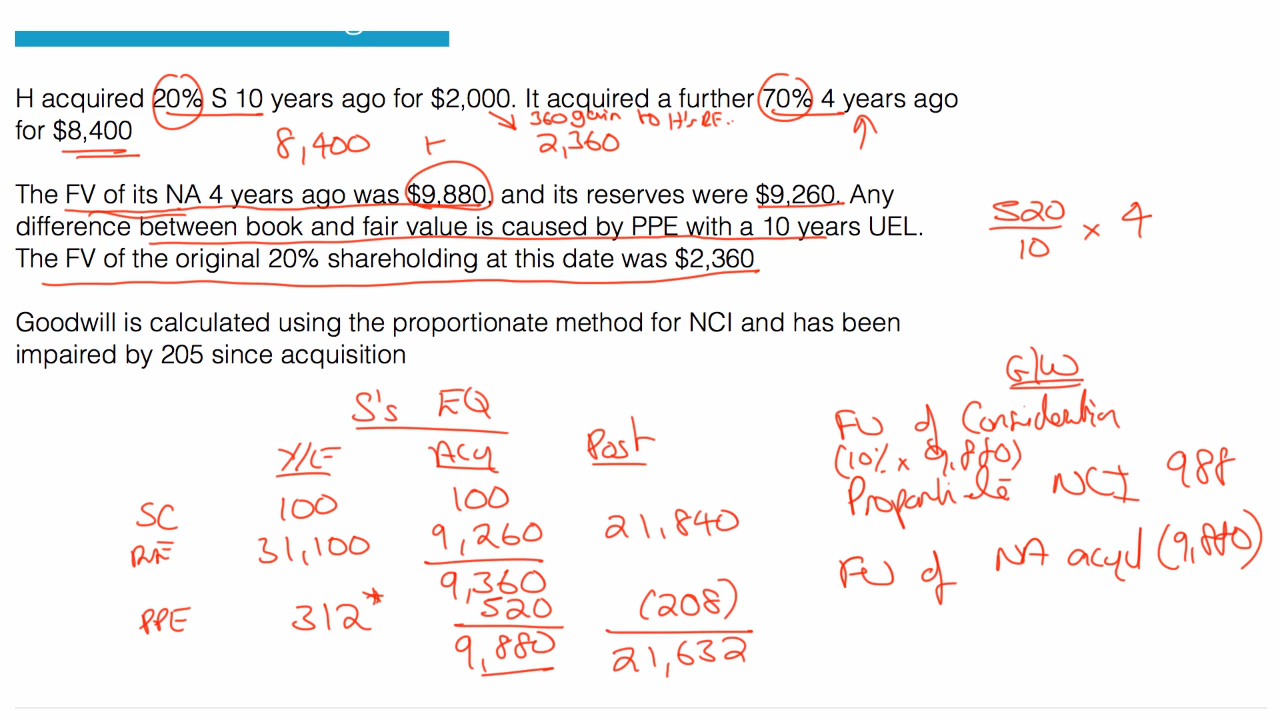 H acquired 20% S 10 years ago for $2,000. It acquired a further 70% 4 years ago
for $8,400
360 gain to H's RE..
8,400 + 2,360
The FV of its NA 4 years ago was $9,880, and its reserves were $9,260. Any
difference between book and fair value is caused by PPE with a 10 years UEL.
The FV of the original 20% shareholding at this date was $2,360
520
10 × 4
Goodwill is calculated using the proportionate method for NCI and has been
impaired by 205 since acquisition
S's EQ
Y/E ACQ Post
SC 100 100
RE 31,100 9,260 21,840
9,360
PPE 312* 520 (208)
9,880 21,632
G/W
FV of Consideration
(10% x 9,880)
Proportionate NCI 988
FV of NA acqd (9,880)